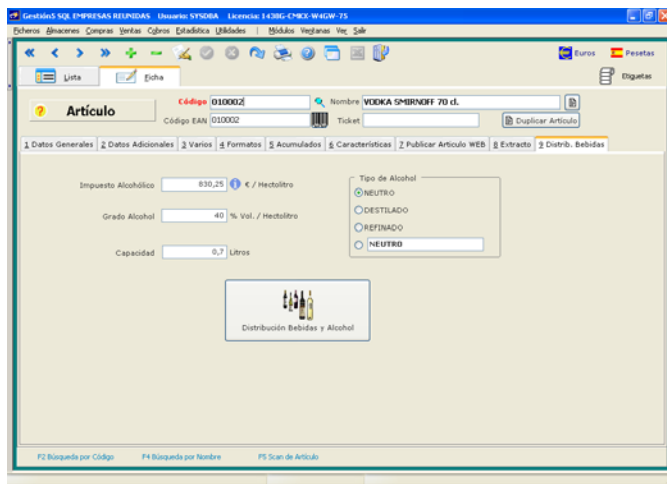 Gestión5 SQL EMPRESAS REUNIDAS Usuario: SYSDBA Licencia: 1438G-CMKX-W4GW-75
Ficheros Almacenes Compras Ventas Cobros Estadística Utilidades Módulos Ventanas Ver Salir
Euros Pesetas
Lista Ficha Etiquetas
Artículo
Código 010002 Nombre VODKA SMIRNOFF 70 cl.
Código EAN 010002 Ticket Duplicar Artículo
1 Datos Generales 2 Datos Adicionales 3 Varios 4 Formatos 5 Acumulados 6 Características 7 Publicar Artículo WEB 8 Extracto 9 Distrib. Bebidas
Impuesto Alcohólico 830,25 € / Hectolitro
Grado Alcohol 40 % Vol. / Hectolitro
Capacidad 0,7 Litros
Tipo de Alcohol
NEUTRO
DESTILADO
REFINADO
NEUTRO
Distribución Bebidas y Alcohol
F2 Búsqueda por Código F4 Búsqueda por Nombre F5 Scan de Artículo